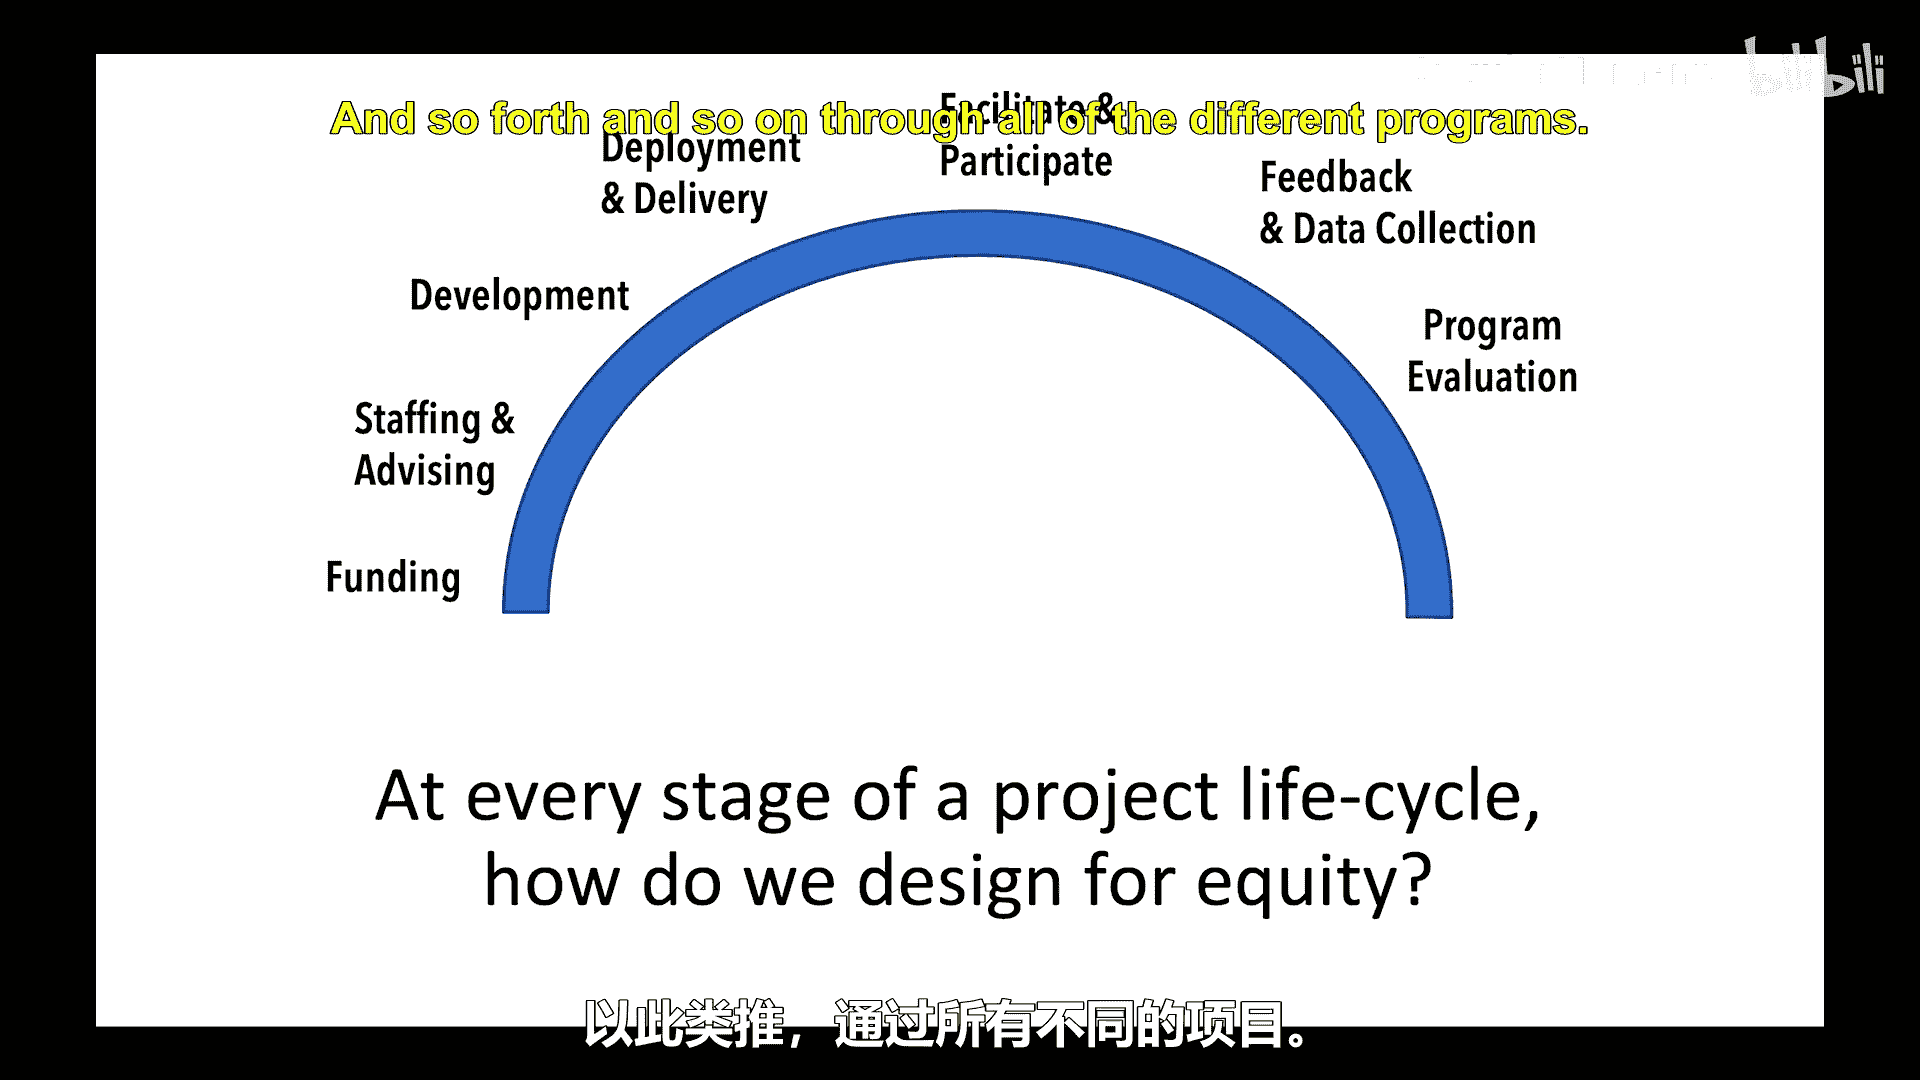 bilibili
And so forth and so on through all of the different programs.
Facilitate &
Participate
Deployment
& Delivery
Feedback
& Data Collection
Development
Program
Evaluation
Staffing &
Advising
Funding
At every stage of a project life-cycle,
how do we design for equity?
以此类推，通过所有不同的项目。